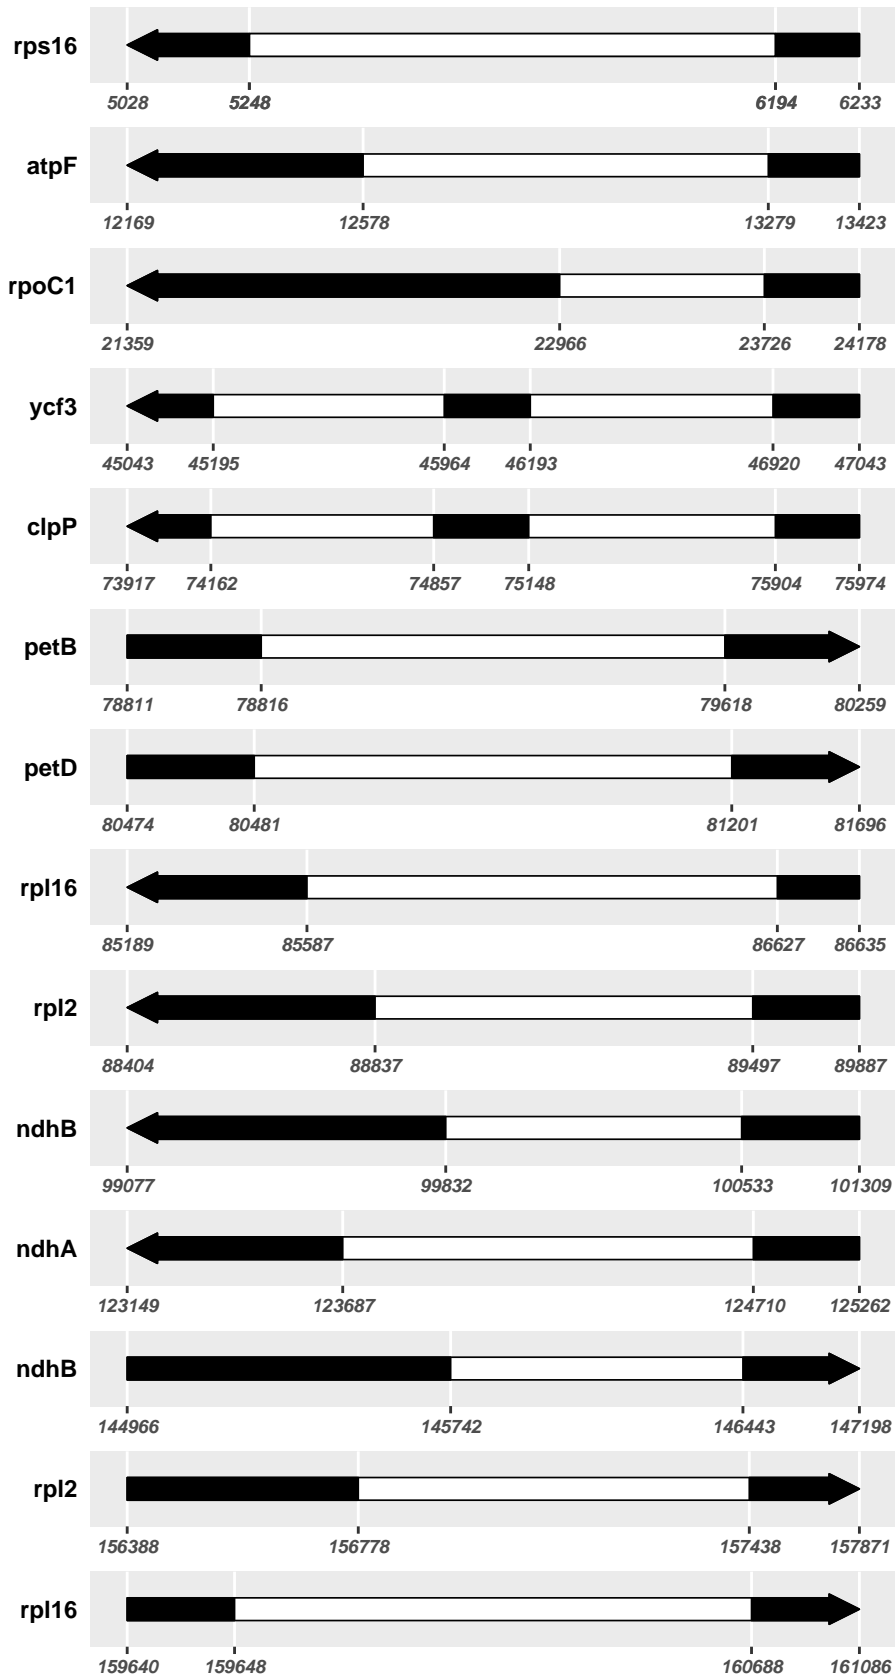 rps16
5028 5248 6194 6233
atpF
12169 12578 13279 13423
rpoC1
21359 22966 23726 24178
ycf3
45043 45195 45964 46193 46920 47043
clpP
73917 74162 74857 75148 75904 75974
petB
78811 78816 79618 80259
petD
80474 80481 81201 81696
rpl16
85189 85587 86627 86635
rpl2
88404 88837 89497 89887
ndhB
99077 99832 100533 101309
ndhA
123149 123687 124710 125262
ndhB
144966 145742 146443 147198
rpl2
156388 156778 157438 157871
rpl16
159640 159648 160688 161086